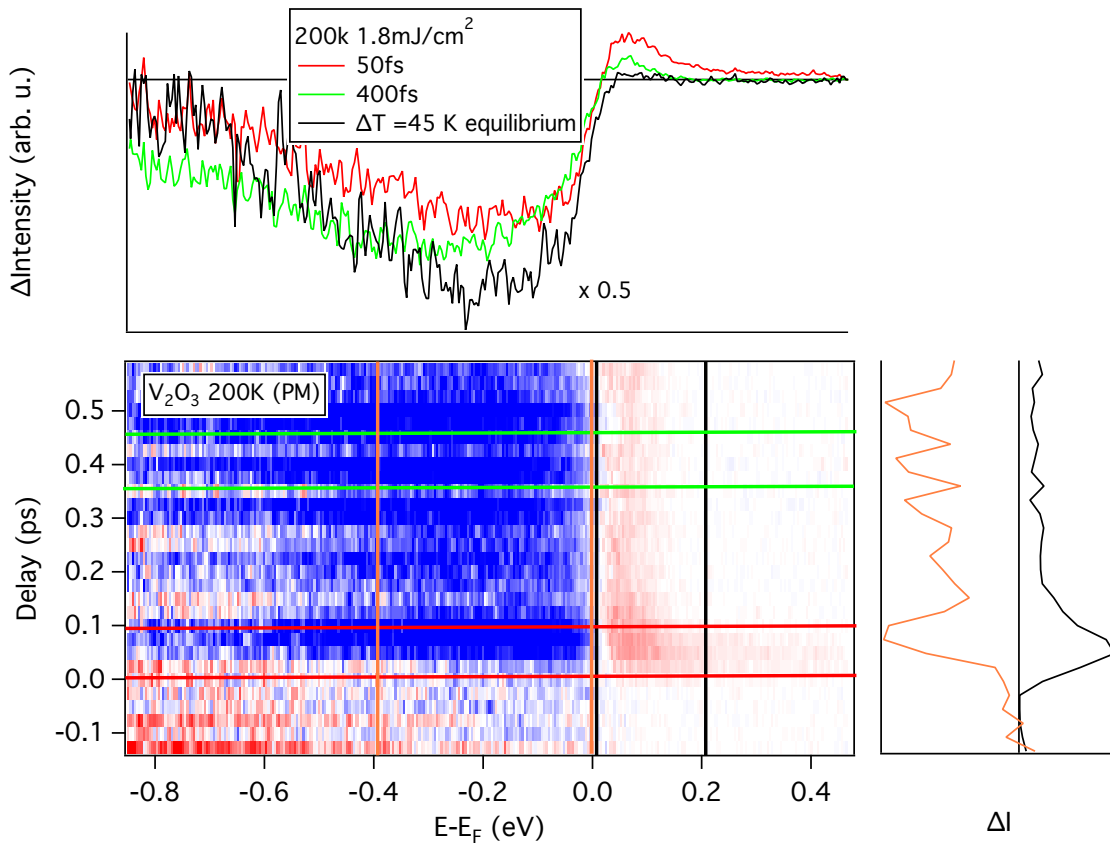 200k 1.8mJ/cm²
50fs
400fs
ΔT =45 K equilibrium
ΔIntensity (arb. u.)
x 0.5
V₂O₃ 200K (PM)
0.5
0.4
0.3
0.2
0.1
0.0
-0.1
Delay (ps)
-0.8 -0.6 -0.4 -0.2 0.0 0.2 0.4
E-E_F (eV)
ΔI